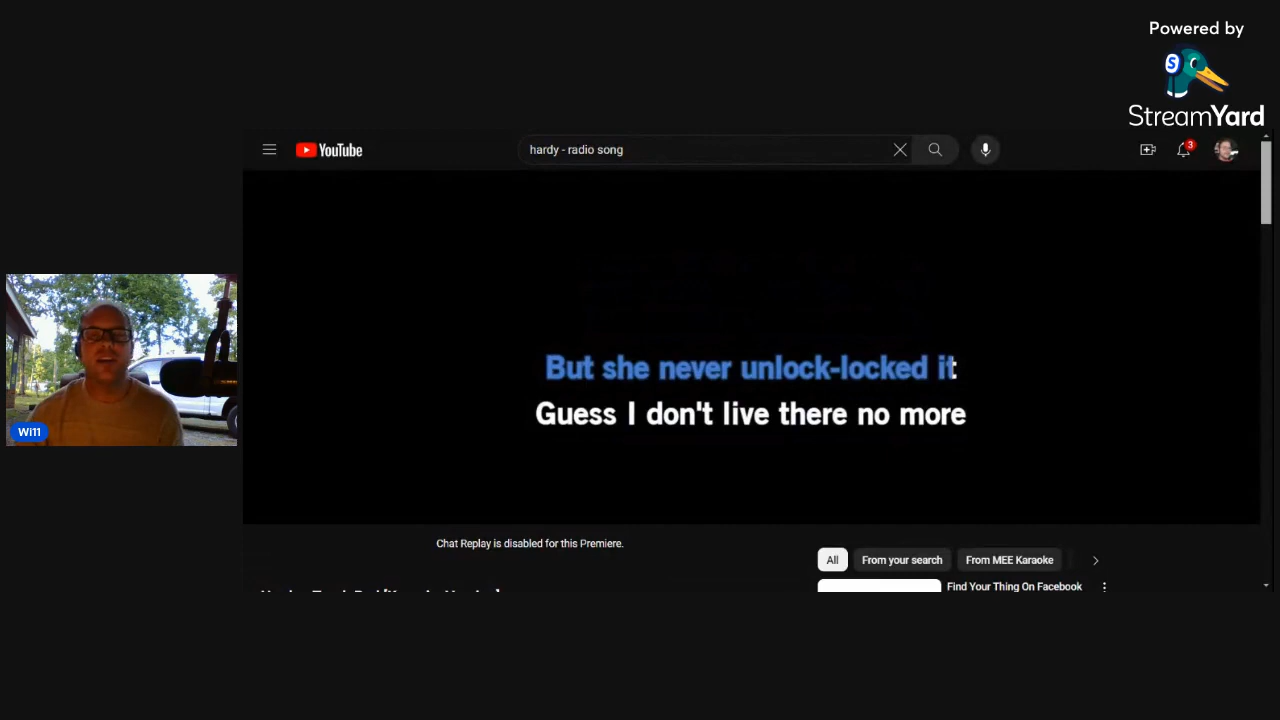 Powered by
StreamYard
YouTube
hardy - radio song
3
But she never unlock-locked it
Guess I don't live there no more
Wi11
Chat Replay is disabled for this Premiere.
All
From your search
From MEE Karaoke
Find Your Thing On Facebook